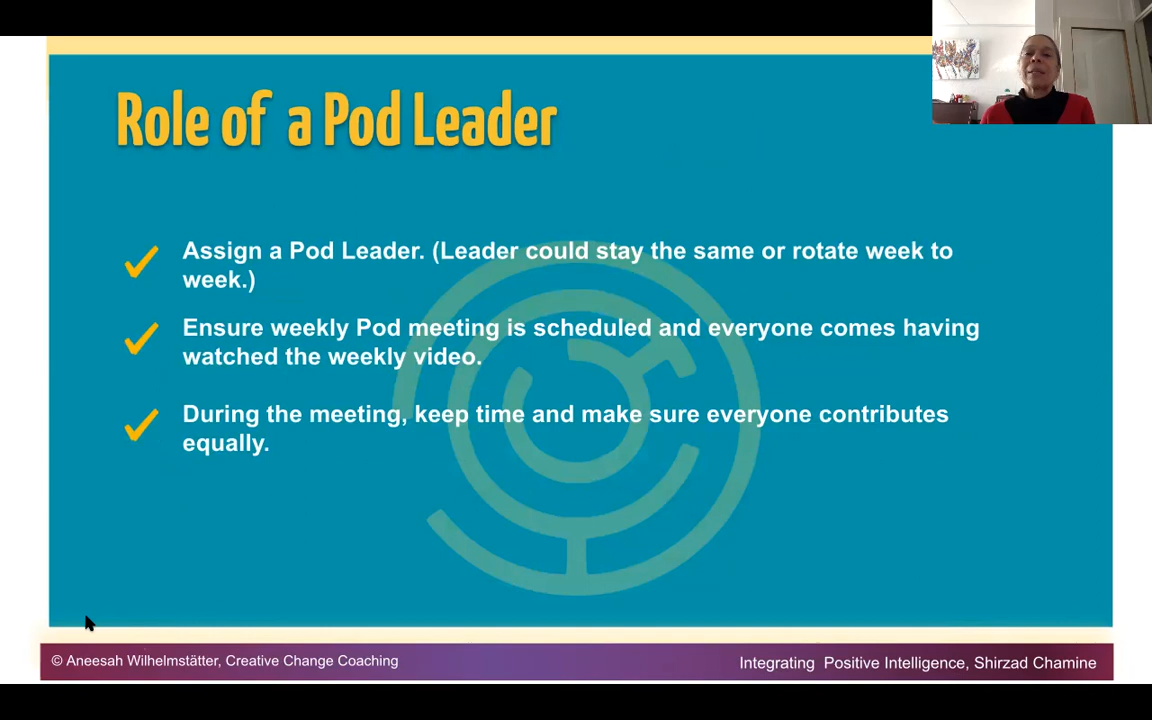 Role of a Pod Leader
Assign a Pod Leader. (Leader could stay the same or rotate week to
week.)
Ensure weekly Pod meeting is scheduled and everyone comes having
watched the weekly video.
During the meeting, keep time and make sure everyone contributes
equally.
© Aneesah Wilhelmstätter, Creative Change Coaching
Integrating Positive Intelligence, Shirzad Chamine